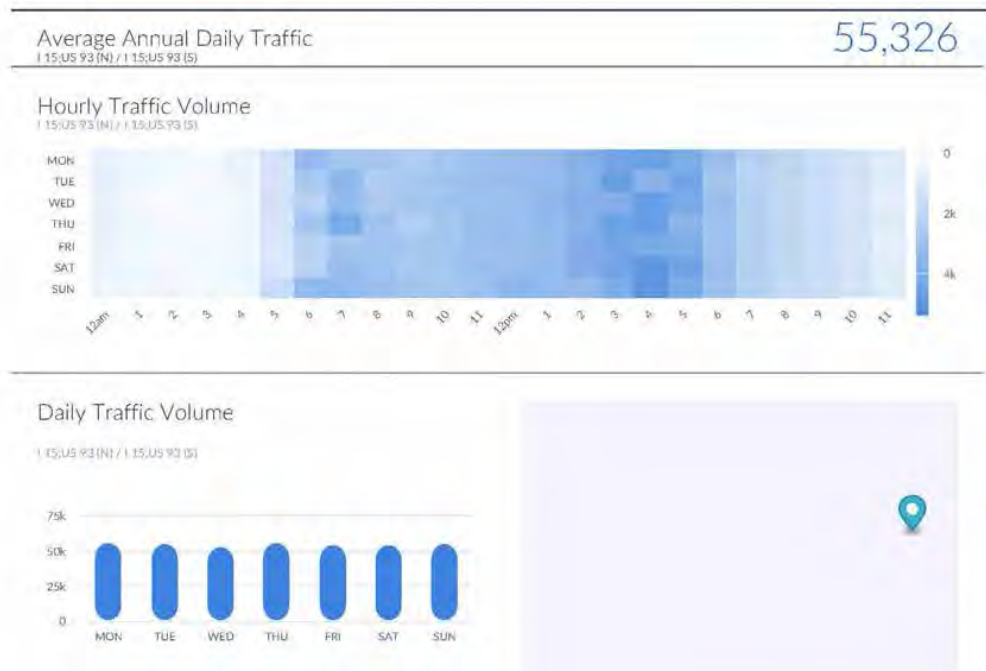 Average Annual Daily Traffic
55,326
I 15;US 93 (N) / I 15;US 93 (S)
Hourly Traffic Volume
I 15;US 93 (N) / I 15;US 93 (S)
MON
TUE
WED
THU
FRI
SAT
SUN
0
2k
4k
12am 1 2 3 4 5 6 7 8 9 10 11 12pm 1 2 3 4 5 6 7 8 9 10 11
Daily Traffic Volume
I 15;US 93 (N) / I 15;US 93 (S)
75k
50k
25k
0
MON TUE WED THU FRI SAT SUN